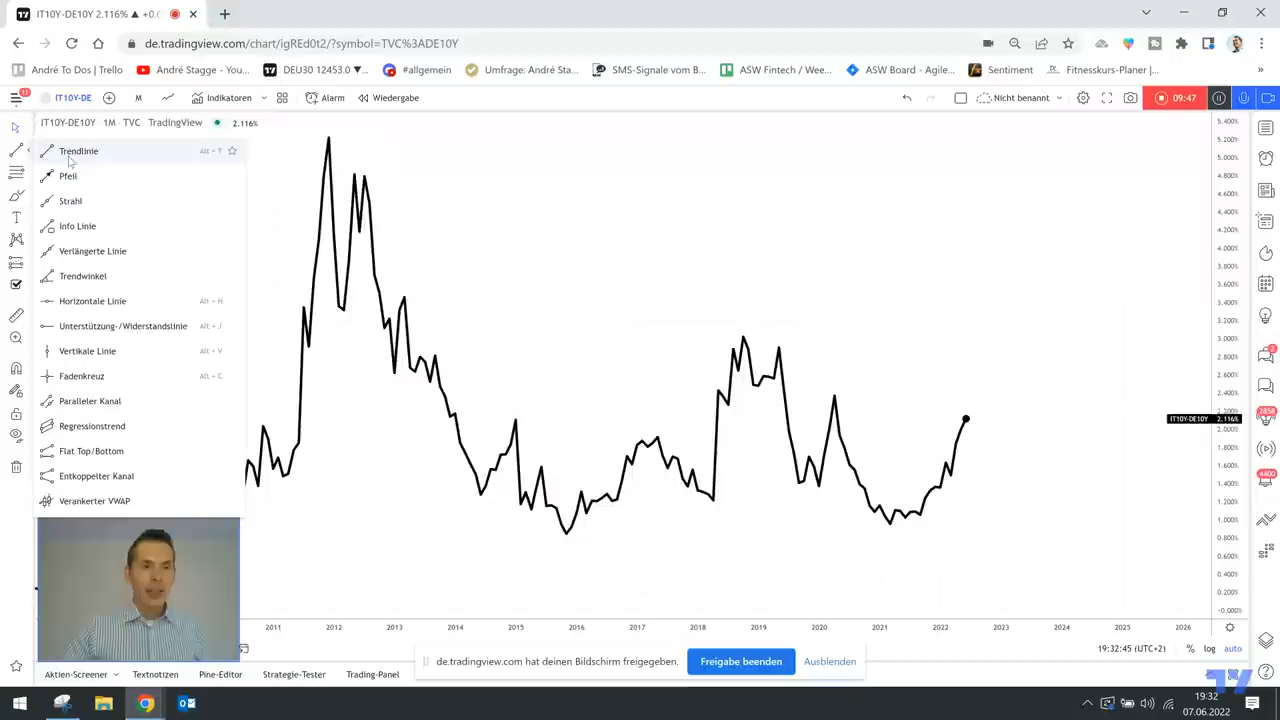 IT10Y-DE10Y 2.116% ▲ +0.6
de.tradingview.com/chart/igREd0t2/?symbol=TVC%3ADE10Y
André To Dos | Trello
André Stagge - You...
DEU30 12453.0 ▼...
#allgemein
Umfrage: André Sta...
SMS-Signale vom B...
ASW Fintech / Wee...
ASW Board - Agile...
Sentiment
Fitnesskurs-Planer |...
»
11
IT10Y-DE
M
Indikatoren
Alarm
Wiedergabe
Nicht benannt
09:47
IT10Y-DE10Y 1M · TVC TradingView
2.116%
Trendlinie Alt + T
Pfeil
Strahl
Info Linie
Verlängerte Linie
Trendwinkel
Horizontale Linie Alt + H
Unterstützung-/Widerstandslinie Alt + J
Vertikale Linie Alt + V
Fadenkreuz Alt + C
Paralleler Kanal
Regressionstrend
Flat Top/Bottom
Entkoppelter Kanal
Verankerter VWAP
5.400%
5.200%
5.000%
4.800%
4.600%
4.400%
4.200%
4.000%
3.800%
3.600%
3.400%
3.200%
3.000%
2.800%
2.600%
2.400%
2.200%
IT10Y-DE10Y 2.116%
2.000%
1.800%
1.600%
1.400%
1.200%
1.000%
0.800%
0.600%
0.400%
0.200%
-0.000%
2
2858
4400
2011 2012 2013 2014 2015 2016 2017 2018 2019 2020 2021 2022 2023 2024 2025 2026
19:32:45 (UTC+2) % log auto
de.tradingview.com hat deinen Bildschirm freigegeben.
Freigabe beenden
Ausblenden
Aktien-Screener
Textnotizen
Pine-Editor
Strategie-Tester
Trading-Panel
19:32
07.06.2022